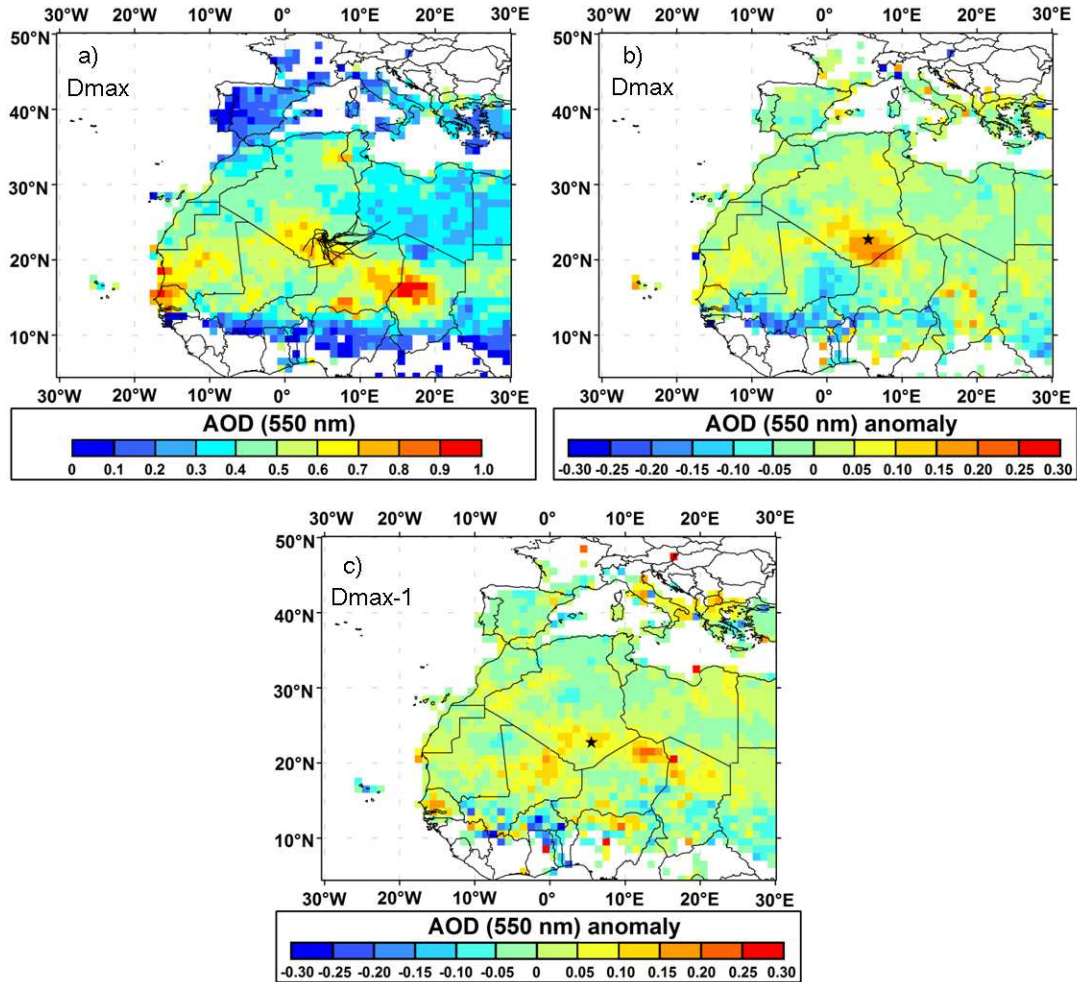 30°W 20°W 10°W 0° 10°E 20°E 30°E
50°N
a)
Dmax
40°N
30°N
20°N
10°N
30°W 20°W 10°W 0° 10°E 20°E 30°E
AOD (550 nm)
0 0.1 0.2 0.3 0.4 0.5 0.6 0.7 0.8 0.9 1.0
30°W 20°W 10°W 0° 10°E 20°E 30°E
50°N
b)
Dmax
40°N
30°N
20°N
10°N
30°W 20°W 10°W 0° 10°E 20°E 30°E
AOD (550 nm) anomaly
-0.30 -0.25 -0.20 -0.15 -0.10 -0.05 0 0.05 0.10 0.15 0.20 0.25 0.30
30°W 20°W 10°W 0° 10°E 20°E 30°E
50°N
c)
Dmax-1
40°N
30°N
20°N
10°N
30°W 20°W 10°W 0° 10°E 20°E 30°E
AOD (550 nm) anomaly
-0.30 -0.25 -0.20 -0.15 -0.10 -0.05 0 0.05 0.10 0.15 0.20 0.25 0.30